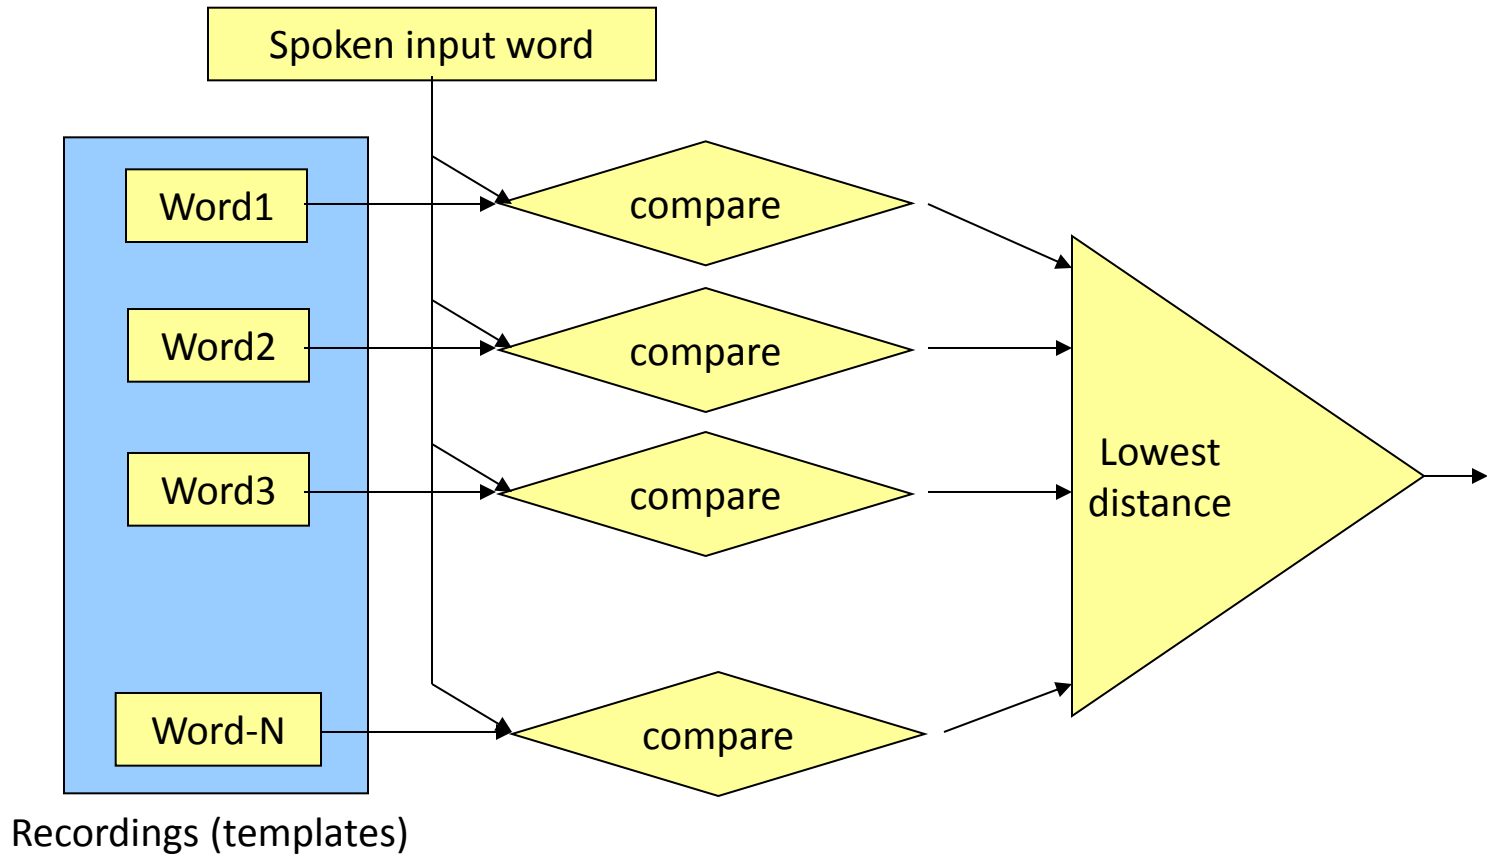 Spoken input word
Word1
compare
Word2
compare
Word3
compare
Lowest
distance
Word-N
compare
Recordings (templates)